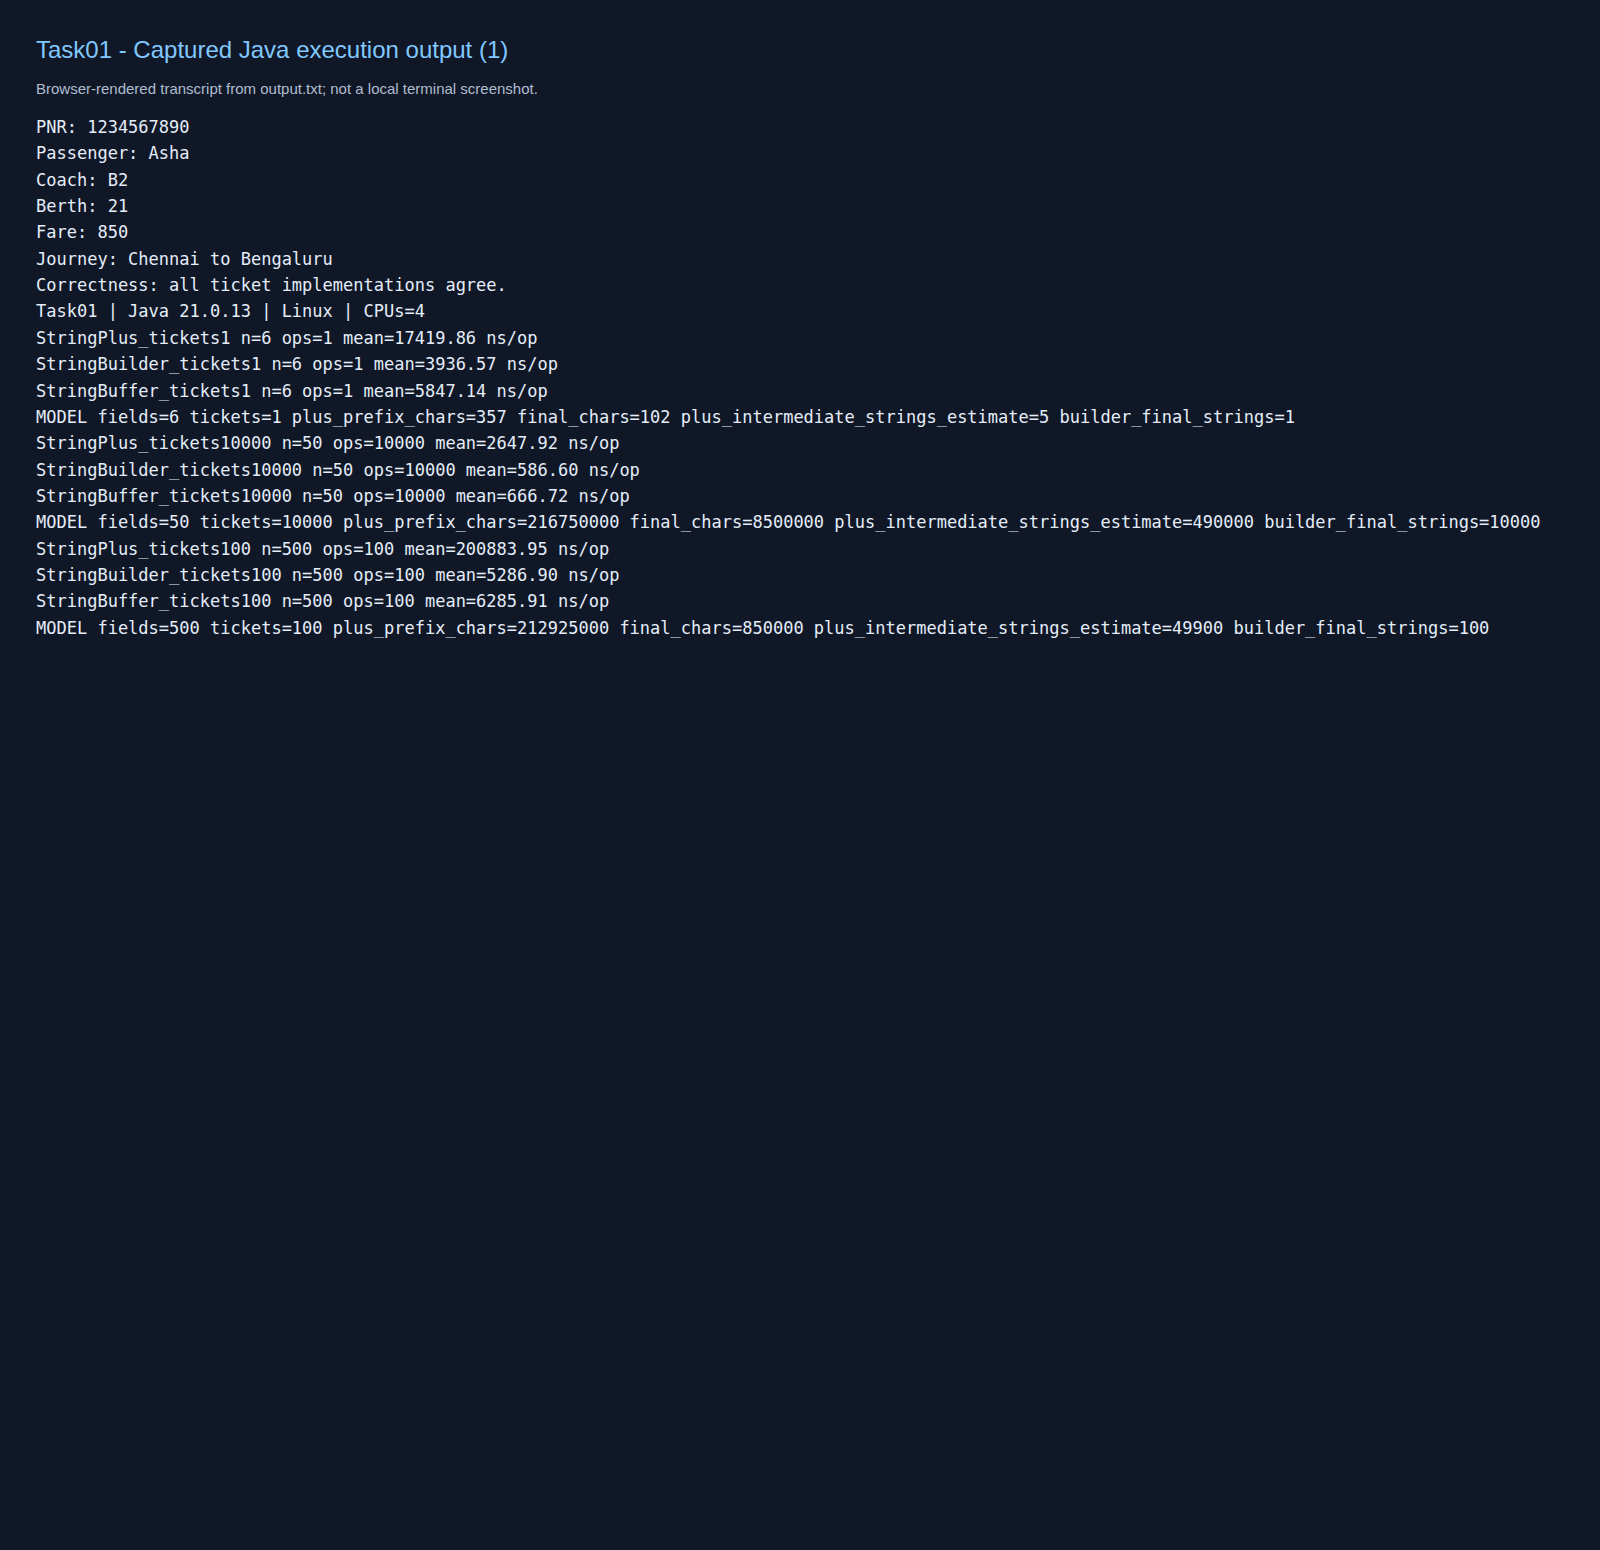 Task01 - Captured Java execution output (1)
Browser-rendered transcript from output.txt; not a local terminal screenshot.
PNR: 1234567890
Passenger: Asha
Coach: B2
Berth: 21
Fare: 850
Journey: Chennai to Bengaluru
Correctness: all ticket implementations agree.
Task01 | Java 21.0.13 | Linux | CPUs=4
StringPlus_tickets1 n=6 ops=1 mean=17419.86 ns/op
StringBuilder_tickets1 n=6 ops=1 mean=3936.57 ns/op
StringBuffer_tickets1 n=6 ops=1 mean=5847.14 ns/op
MODEL fields=6 tickets=1 plus_prefix_chars=357 final_chars=102 plus_intermediate_strings_estimate=5 builder_final_strings=1
StringPlus_tickets10000 n=50 ops=10000 mean=2647.92 ns/op
StringBuilder_tickets10000 n=50 ops=10000 mean=586.60 ns/op
StringBuffer_tickets10000 n=50 ops=10000 mean=666.72 ns/op
MODEL fields=50 tickets=10000 plus_prefix_chars=216750000 final_chars=8500000 plus_intermediate_strings_estimate=490000 builder_final_strings=10000
StringPlus_tickets100 n=500 ops=100 mean=200883.95 ns/op
StringBuilder_tickets100 n=500 ops=100 mean=5286.90 ns/op
StringBuffer_tickets100 n=500 ops=100 mean=6285.91 ns/op
MODEL fields=500 tickets=100 plus_prefix_chars=212925000 final_chars=850000 plus_intermediate_strings_estimate=49900 builder_final_strings=100